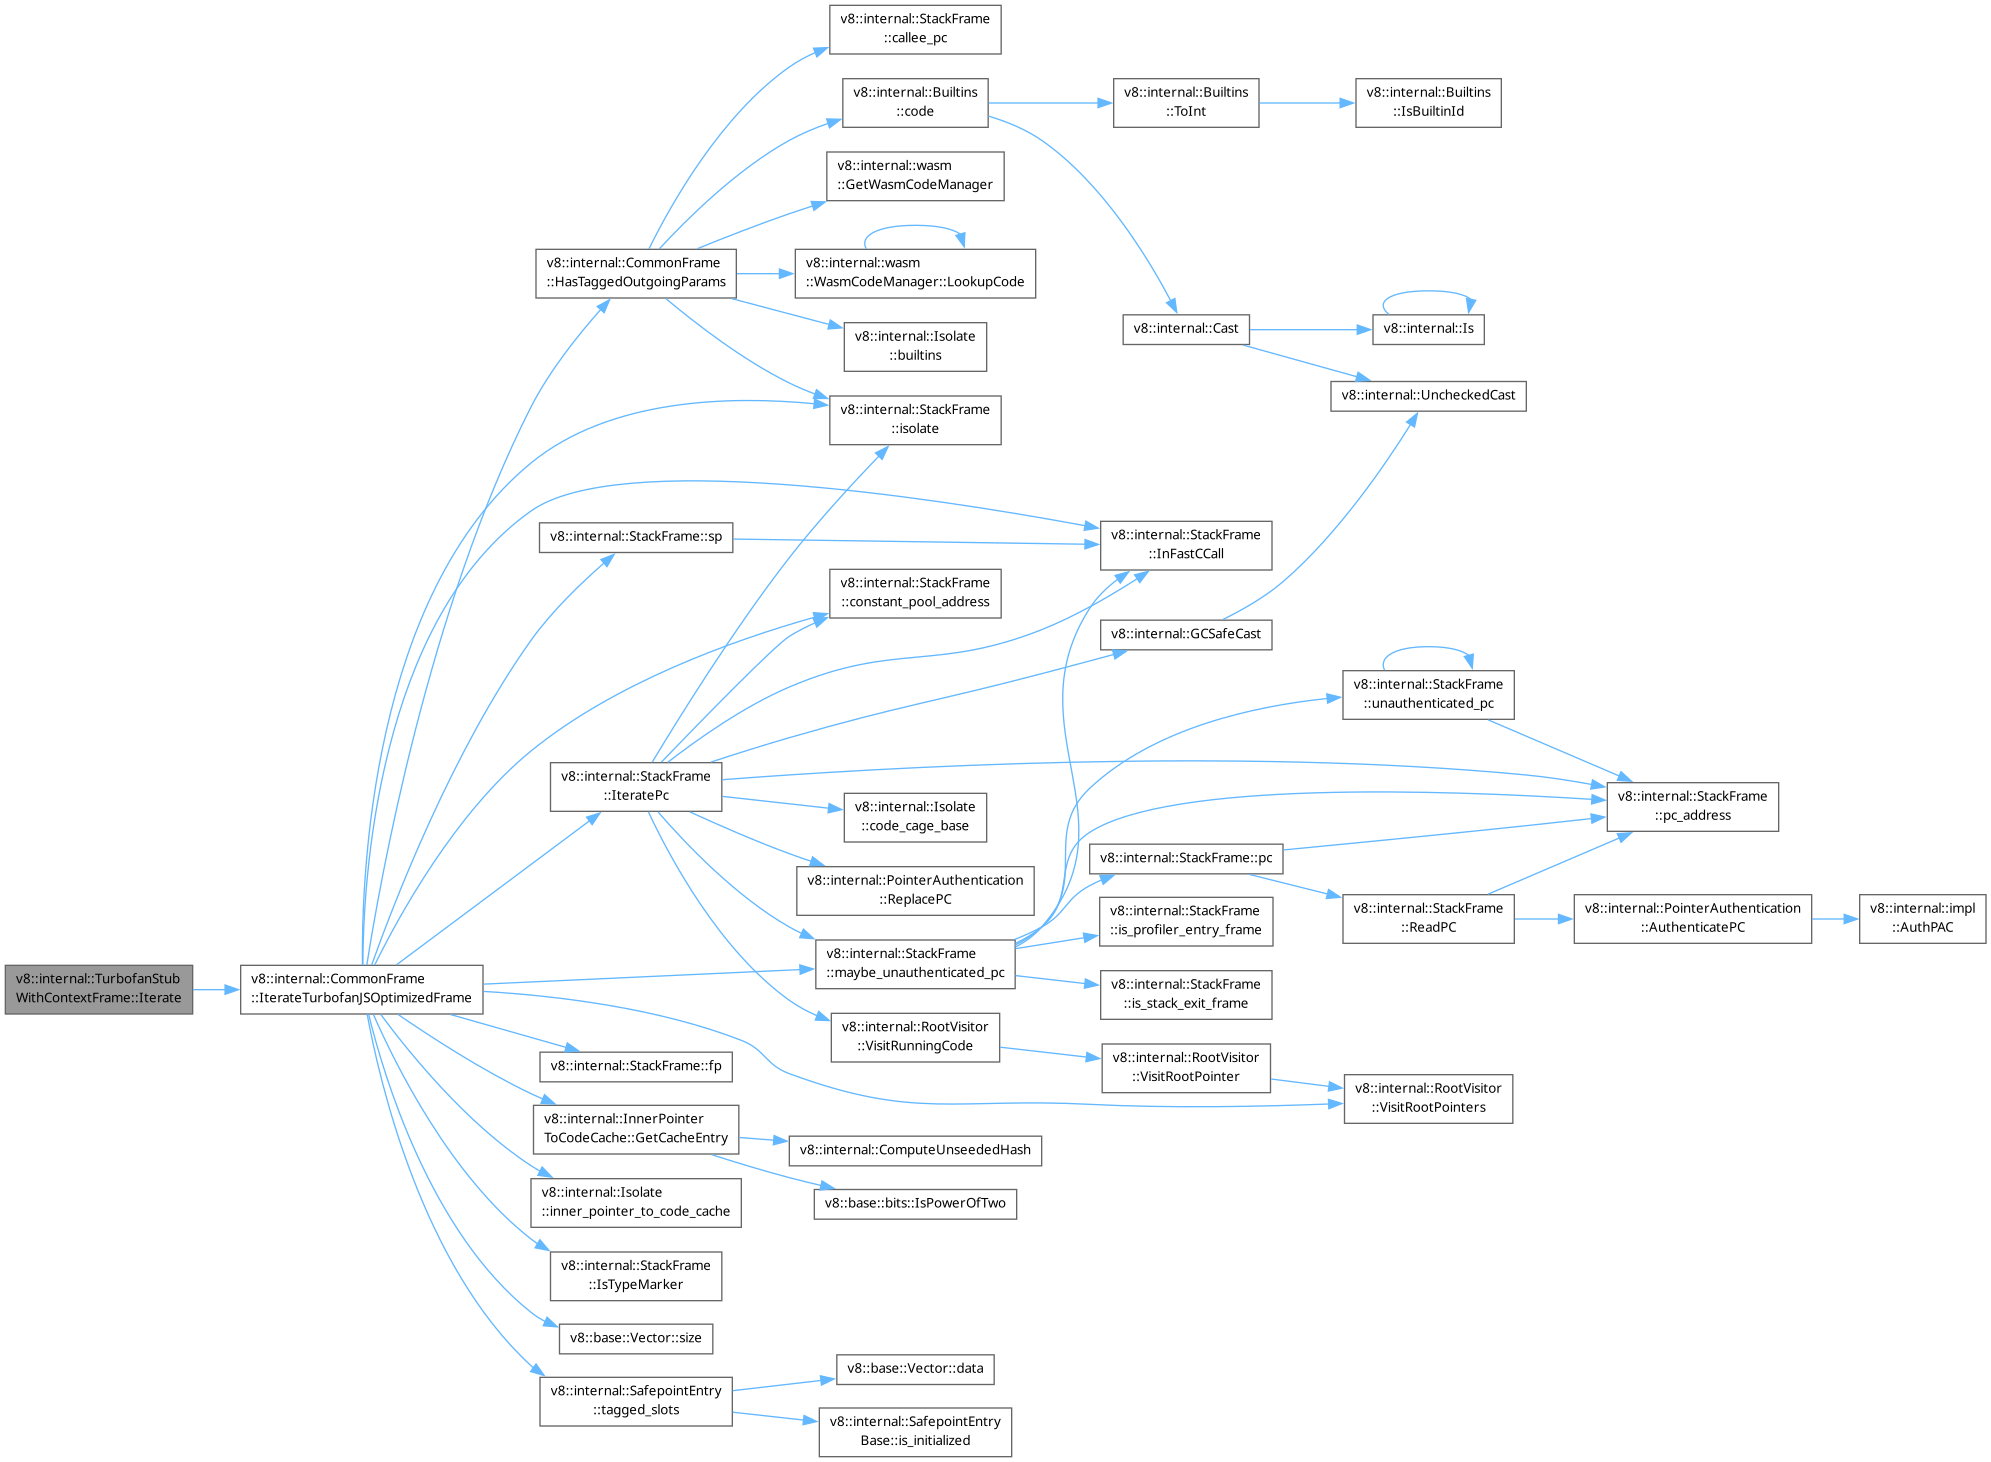 v8::internal::TurbofanStub
WithContextFrame::Iterate
v8::internal::CommonFrame
::IterateTurbofanJSOptimizedFrame
v8::internal::CommonFrame
::HasTaggedOutgoingParams
v8::internal::StackFrame
::callee_pc
v8::internal::Builtins
::code
v8::internal::Builtins
::ToInt
v8::internal::Builtins
::IsBuiltinId
v8::internal::wasm
::GetWasmCodeManager
v8::internal::wasm
::WasmCodeManager::LookupCode
v8::internal::Isolate
::builtins
v8::internal::StackFrame
::isolate
v8::internal::Cast
v8::internal::Is
v8::internal::UncheckedCast
v8::internal::StackFrame::sp
v8::internal::StackFrame
::InFastCCall
v8::internal::StackFrame
::constant_pool_address
v8::internal::GCSafeCast
v8::internal::StackFrame
::unauthenticated_pc
v8::internal::StackFrame
::IteratePc
v8::internal::Isolate
::code_cage_base
v8::internal::StackFrame
::pc_address
v8::internal::PointerAuthentication
::ReplacePC
v8::internal::StackFrame::pc
v8::internal::StackFrame
::ReadPC
v8::internal::PointerAuthentication
::AuthenticatePC
v8::internal::impl
::AuthPAC
v8::internal::StackFrame
::maybe_unauthenticated_pc
v8::internal::StackFrame
::is_profiler_entry_frame
v8::internal::StackFrame
::is_stack_exit_frame
v8::internal::RootVisitor
::VisitRunningCode
v8::internal::RootVisitor
::VisitRootPointer
v8::internal::RootVisitor
::VisitRootPointers
v8::internal::StackFrame::fp
v8::internal::InnerPointer
ToCodeCache::GetCacheEntry
v8::internal::ComputeUnseededHash
v8::base::bits::IsPowerOfTwo
v8::internal::Isolate
::inner_pointer_to_code_cache
v8::internal::StackFrame
::IsTypeMarker
v8::base::Vector::size
v8::internal::SafepointEntry
::tagged_slots
v8::base::Vector::data
v8::internal::SafepointEntry
Base::is_initialized